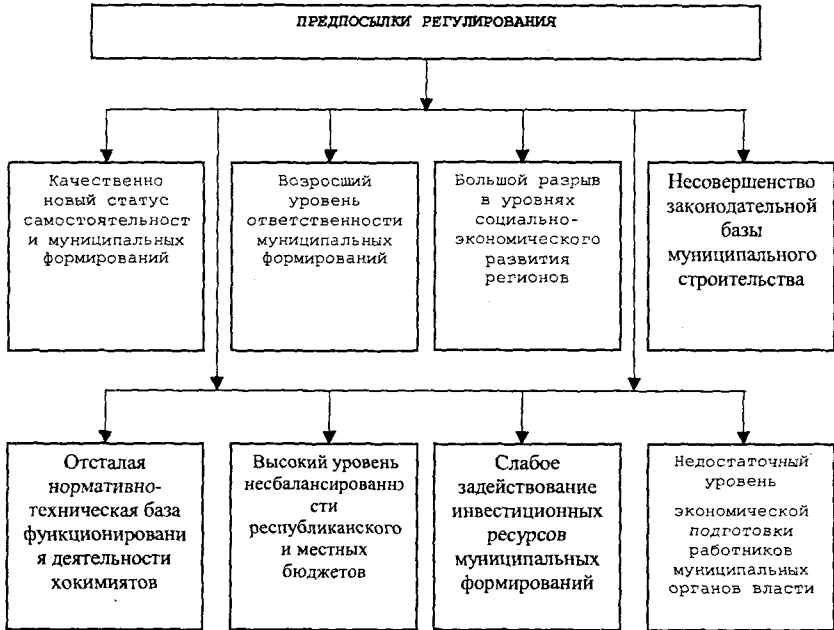 ПРЕДПОСЫЛКИ РЕГУЛИРОВАНИЯ
Качественно
новый статус
самостоятельност
и муниципальных
формирований
Возросший
уровень
ответственности
муниципальных
формирований
Большой разрыв
в уровнях
социально-
экономического
развития
регионов
Несовершенство
законодательной
базы
муниципального
строительства
Отсталая
нормативно-
техническая база
функционировани
я деятельности
хокимиятов
Высокий уровень
несбалансированно
сти
республиканского
и местных
бюджетов
Слабое
задействование
инвестиционных
ресурсов
муниципальных
формирований
Недостаточный
уровень
экономической
подготовки
работников
муниципальных
органов власти